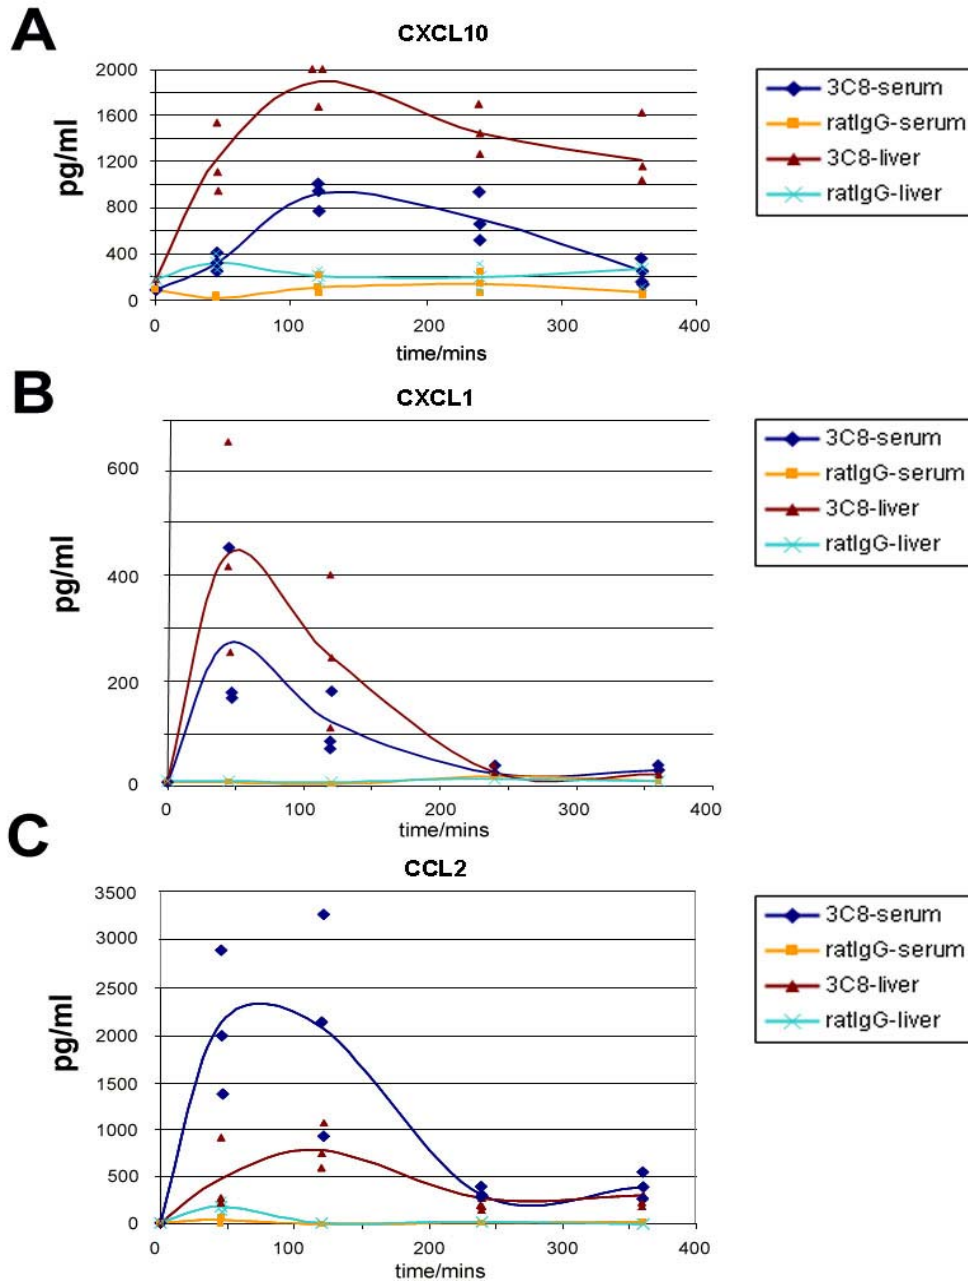 A
CXCL10
pg/ml
2000
1600
1200
800
400
0
0
100
200
300
400
time/mins
3C8-serum
ratIgG-serum
3C8-liver
ratIgG-liver
B
CXCL1
pg/ml
600
400
200
0
0
100
200
300
400
time/mins
3C8-serum
ratIgG-serum
3C8-liver
ratIgG-liver
C
CCL2
pg/ml
3500
3000
2500
2000
1500
1000
500
0
0
100
200
300
400
time/mins
3C8-serum
ratIgG-serum
3C8-liver
ratIgG-liver